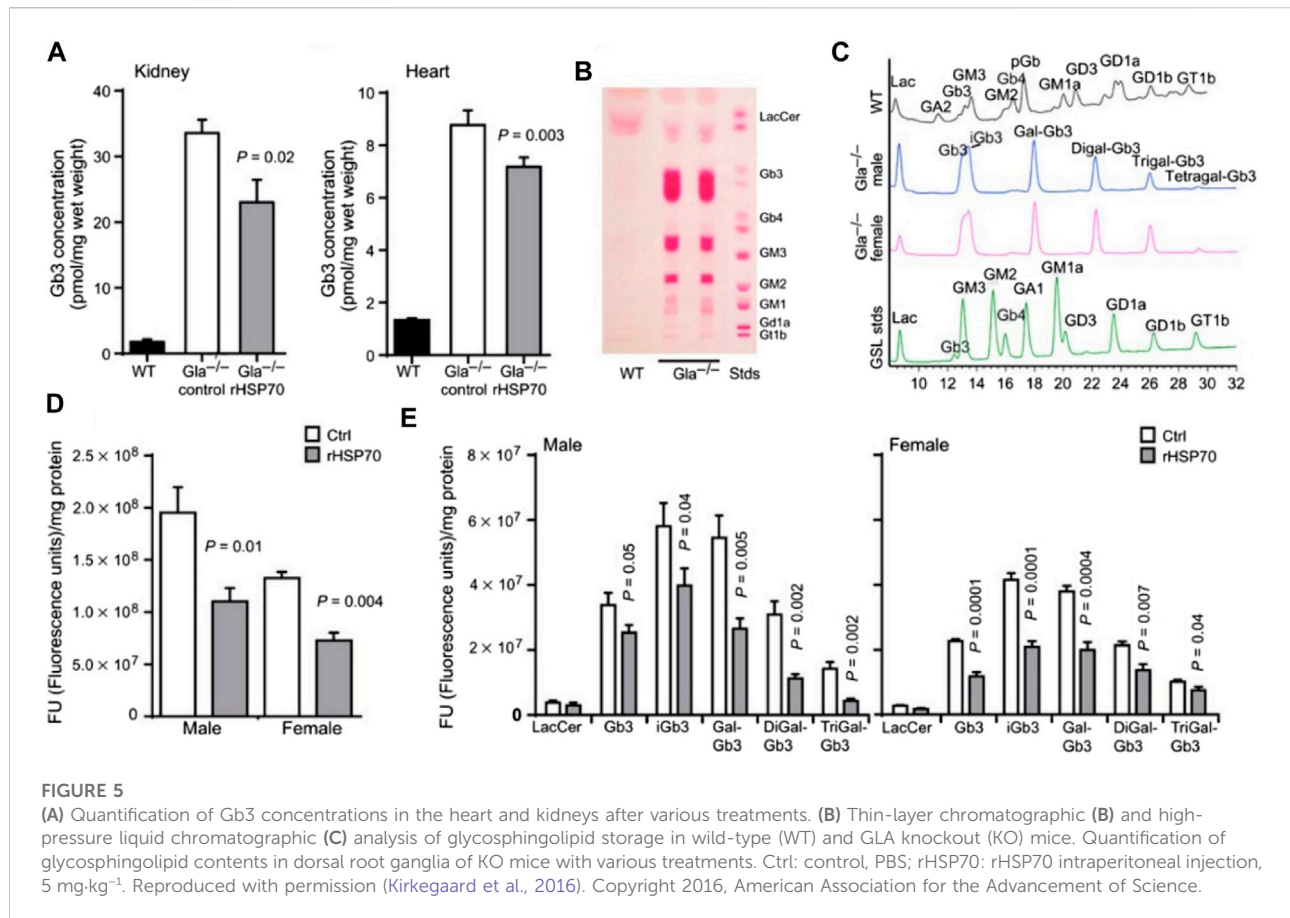 A
Kidney
Gb3 concentration
(pmol/mg wet weight)
40
30
20
10
0
P = 0.02
WT Gla−/− Gla−/−
control rHSP70
Heart
Gb3 concentration
(pmol/mg wet weight)
10
8
6
4
2
0
P = 0.003
WT Gla−/− Gla−/−
control rHSP70
B
LacCer
Gb3
Gb4
GM3
GM2
GM1
Gd1a
Gt1b
WT Gla−/− Stds
C
WT
Lac GA2 Gb3 GM3 GM2 Gb4 pGb GM1a GD3 GD1a GD1b GT1b
Gla−/−
male
Gb3 iGb3 Gal-Gb3 Digal-Gb3 Trigal-Gb3
Tetragal-Gb3
Gla−/−
female
GSL stds
Lac Gb3 GM3 GM2 Gb4 GA1 GM1a GD3 GD1a GD1b GT1b
10 12 14 16 18 20 22 24 26 28 30 32
D
Ctrl
rHSP70
FU (Fluorescence units)/mg protein
2.5 × 10⁸
2.0 × 10⁸
1.5 × 10⁸
1.0 × 10⁸
5.0 × 10⁷
0
P = 0.01
P = 0.004
Male Female
E
Male
FU (Fluorescence units)/mg protein
8 × 10⁷
6 × 10⁷
4 × 10⁷
2 × 10⁷
0
P = 0.05
P = 0.04
P = 0.005
P = 0.002
P = 0.002
LacCer Gb3 iGb3 Gal- DiGal- TriGal-
Gb3 Gb3 Gb3
Female
Ctrl
rHSP70
P = 0.0001
P = 0.0001
P = 0.0004
P = 0.007
P = 0.04
LacCer Gb3 iGb3 Gal- DiGal- TriGal-
Gb3 Gb3 Gb3
FIGURE 5
(A) Quantification of Gb3 concentrations in the heart and kidneys after various treatments. (B) Thin-layer chromatographic (B) and high-
pressure liquid chromatographic (C) analysis of glycosphingolipid storage in wild-type (WT) and GLA knockout (KO) mice. Quantification of
glycosphingolipid contents in dorsal root ganglia of KO mice with various treatments. Ctrl: control, PBS; rHSP70: rHSP70 intraperitoneal injection,
5 mg·kg⁻¹. Reproduced with permission (Kirkegaard et al., 2016). Copyright 2016, American Association for the Advancement of Science.